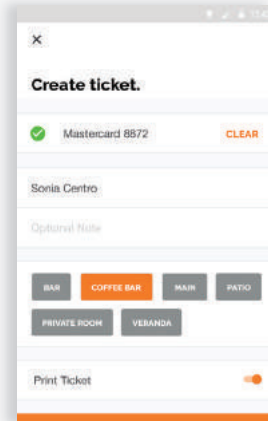 ×
Create ticket.
Mastercard 8872 CLEAR
Sonia Centro
Optional Note
BAR COFFEE BAR MAIN PATIO
PRIVATE ROOM VERANDA
Print Ticket